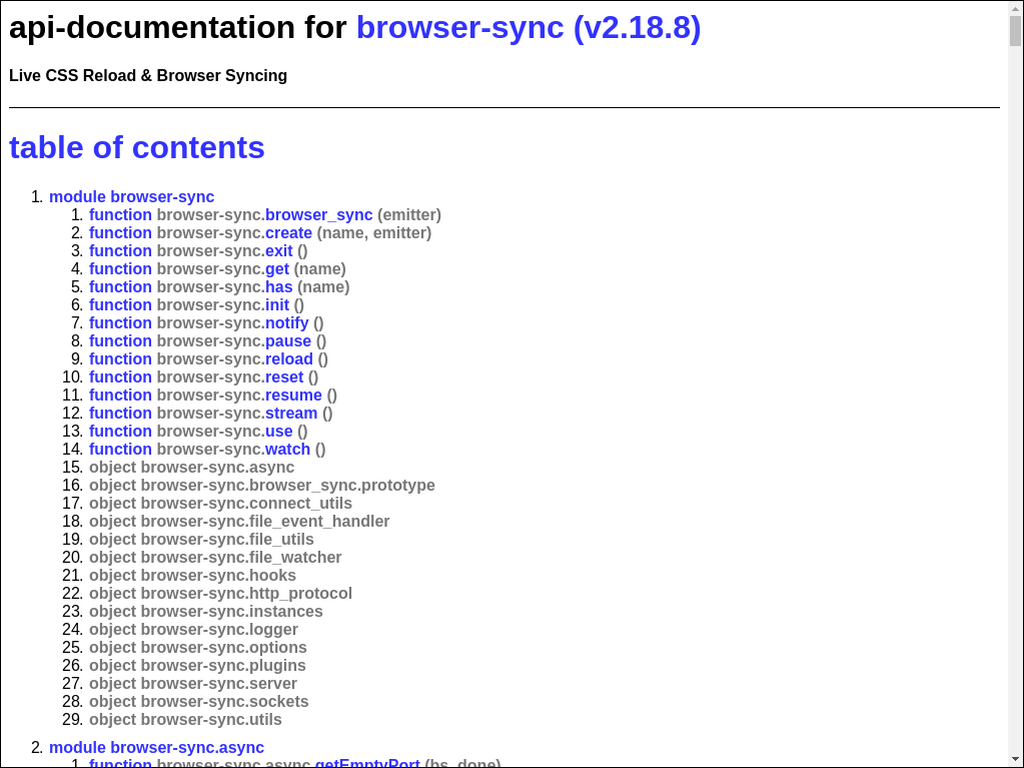 api-documentation for browser-sync (v2.18.8)
Live CSS Reload & Browser Syncing
table of contents
1. module browser-sync
1. function browser-sync.browser_sync (emitter)
2. function browser-sync.create (name, emitter)
3. function browser-sync.exit ()
4. function browser-sync.get (name)
5. function browser-sync.has (name)
6. function browser-sync.init ()
7. function browser-sync.notify ()
8. function browser-sync.pause ()
9. function browser-sync.reload ()
10. function browser-sync.reset ()
11. function browser-sync.resume ()
12. function browser-sync.stream ()
13. function browser-sync.use ()
14. function browser-sync.watch ()
15. object browser-sync.async
16. object browser-sync.browser_sync.prototype
17. object browser-sync.connect_utils
18. object browser-sync.file_event_handler
19. object browser-sync.file_utils
20. object browser-sync.file_watcher
21. object browser-sync.hooks
22. object browser-sync.http_protocol
23. object browser-sync.instances
24. object browser-sync.logger
25. object browser-sync.options
26. object browser-sync.plugins
27. object browser-sync.server
28. object browser-sync.sockets
29. object browser-sync.utils
2. module browser-sync.async
1. function browser-sync.async.getEmptyPort (bs, done)